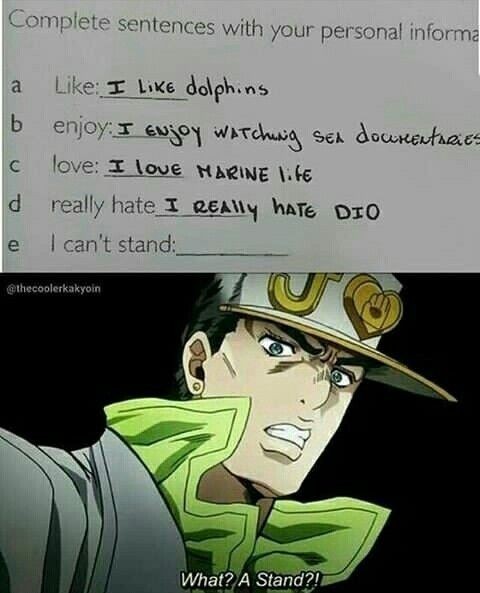 Complete sentences with your personal informa
a Like: I LIKE dolphins
b enjoy: I ENJOY WATCHING SEA DOCUMENTARIES
c love: I love MARINE life
d really hate I REALLY HATE DIO
e I can't stand:
@thecoolerkakyoin
J
What? A Stand?!